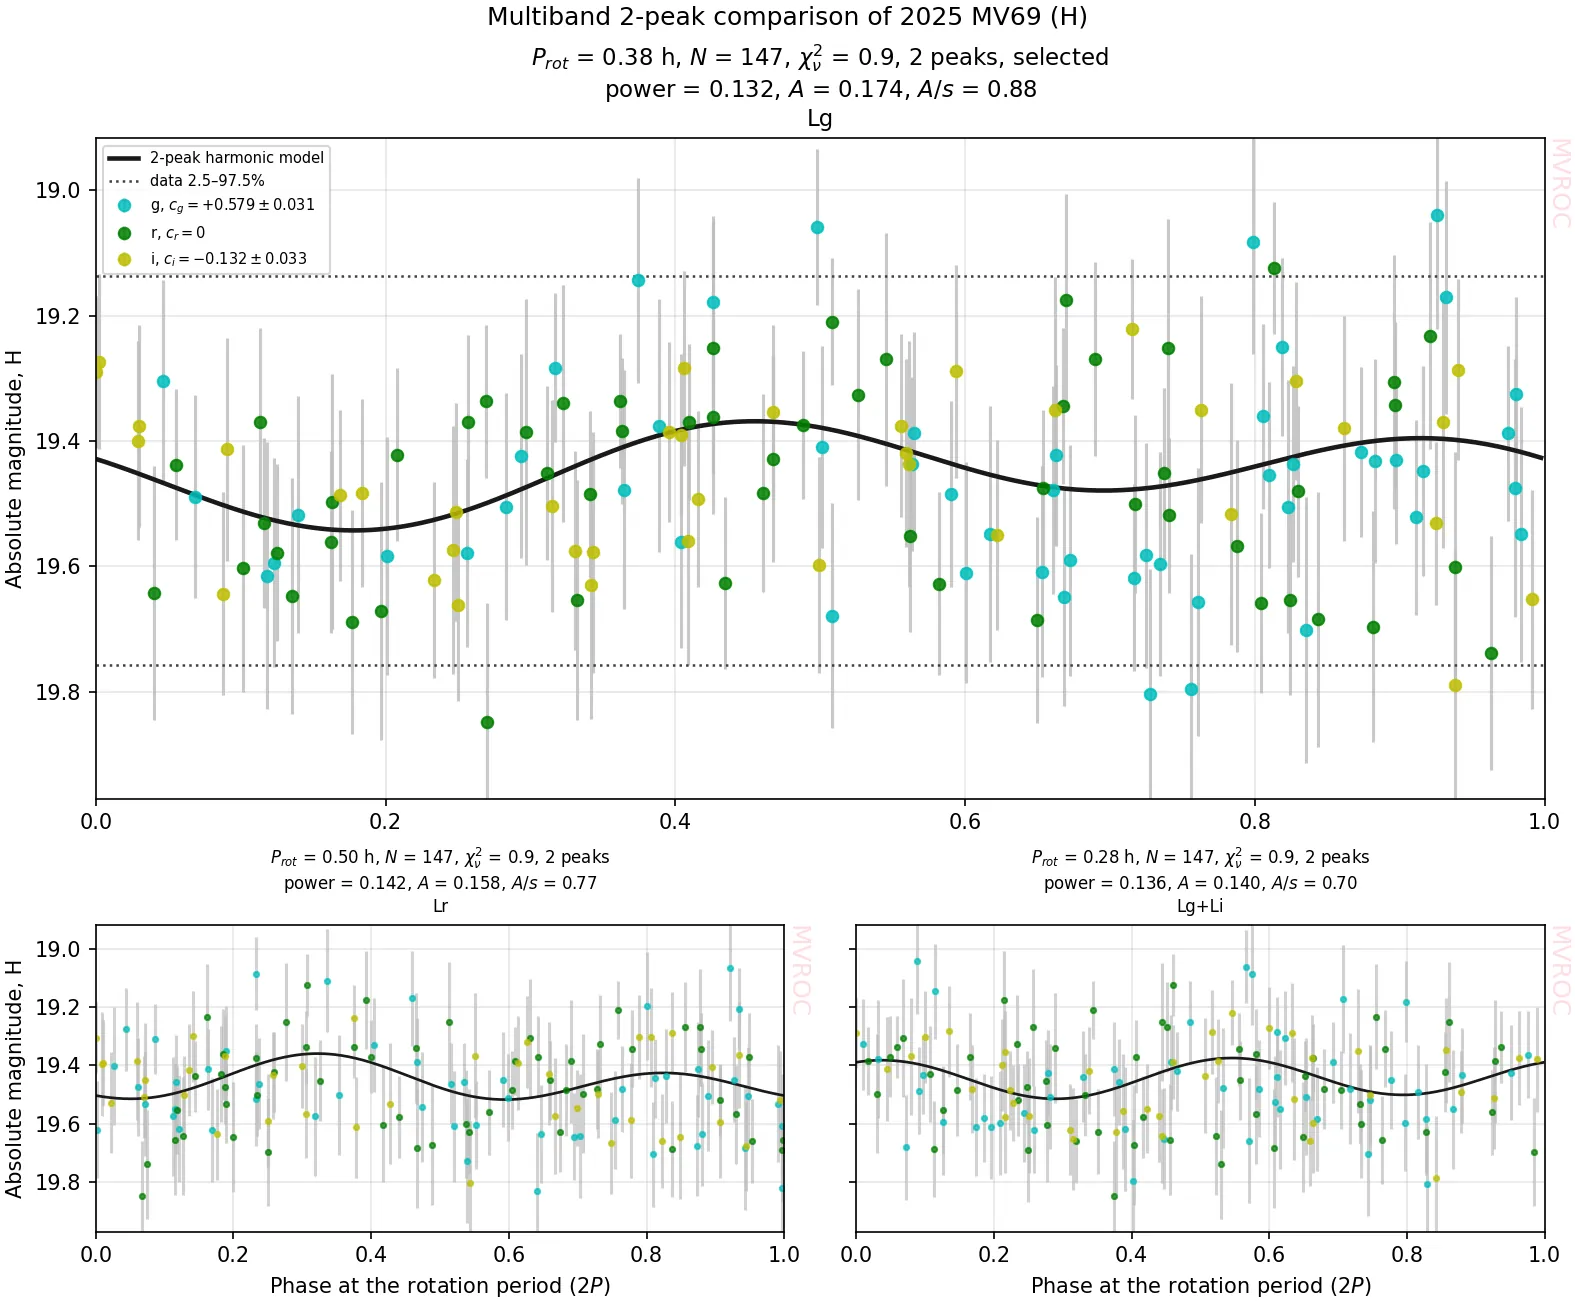 Multiband 2-peak comparison of 2025 MV69 (H)
P_rot = 0.38 h, N = 147, χ²_ν = 0.9, 2 peaks, selected
power = 0.132, A = 0.174, A/s = 0.88
Lg
2-peak harmonic model
data 2.5–97.5%
g, c_g = +0.579 ± 0.031
r, c_r = 0
i, c_i = −0.132 ± 0.033
19.0
19.2
19.4
19.6
19.8
Absolute magnitude, H
0.0 0.2 0.4 0.6 0.8 1.0
MVROC
P_rot = 0.50 h, N = 147, χ²_ν = 0.9, 2 peaks
power = 0.142, A = 0.158, A/s = 0.77
Lr
19.0
19.2
19.4
19.6
19.8
Absolute magnitude, H
0.0 0.2 0.4 0.6 0.8 1.0
Phase at the rotation period (2P)
MVROC
P_rot = 0.28 h, N = 147, χ²_ν = 0.9, 2 peaks
power = 0.136, A = 0.140, A/s = 0.70
Lg+Li
0.0 0.2 0.4 0.6 0.8 1.0
Phase at the rotation period (2P)
MVROC